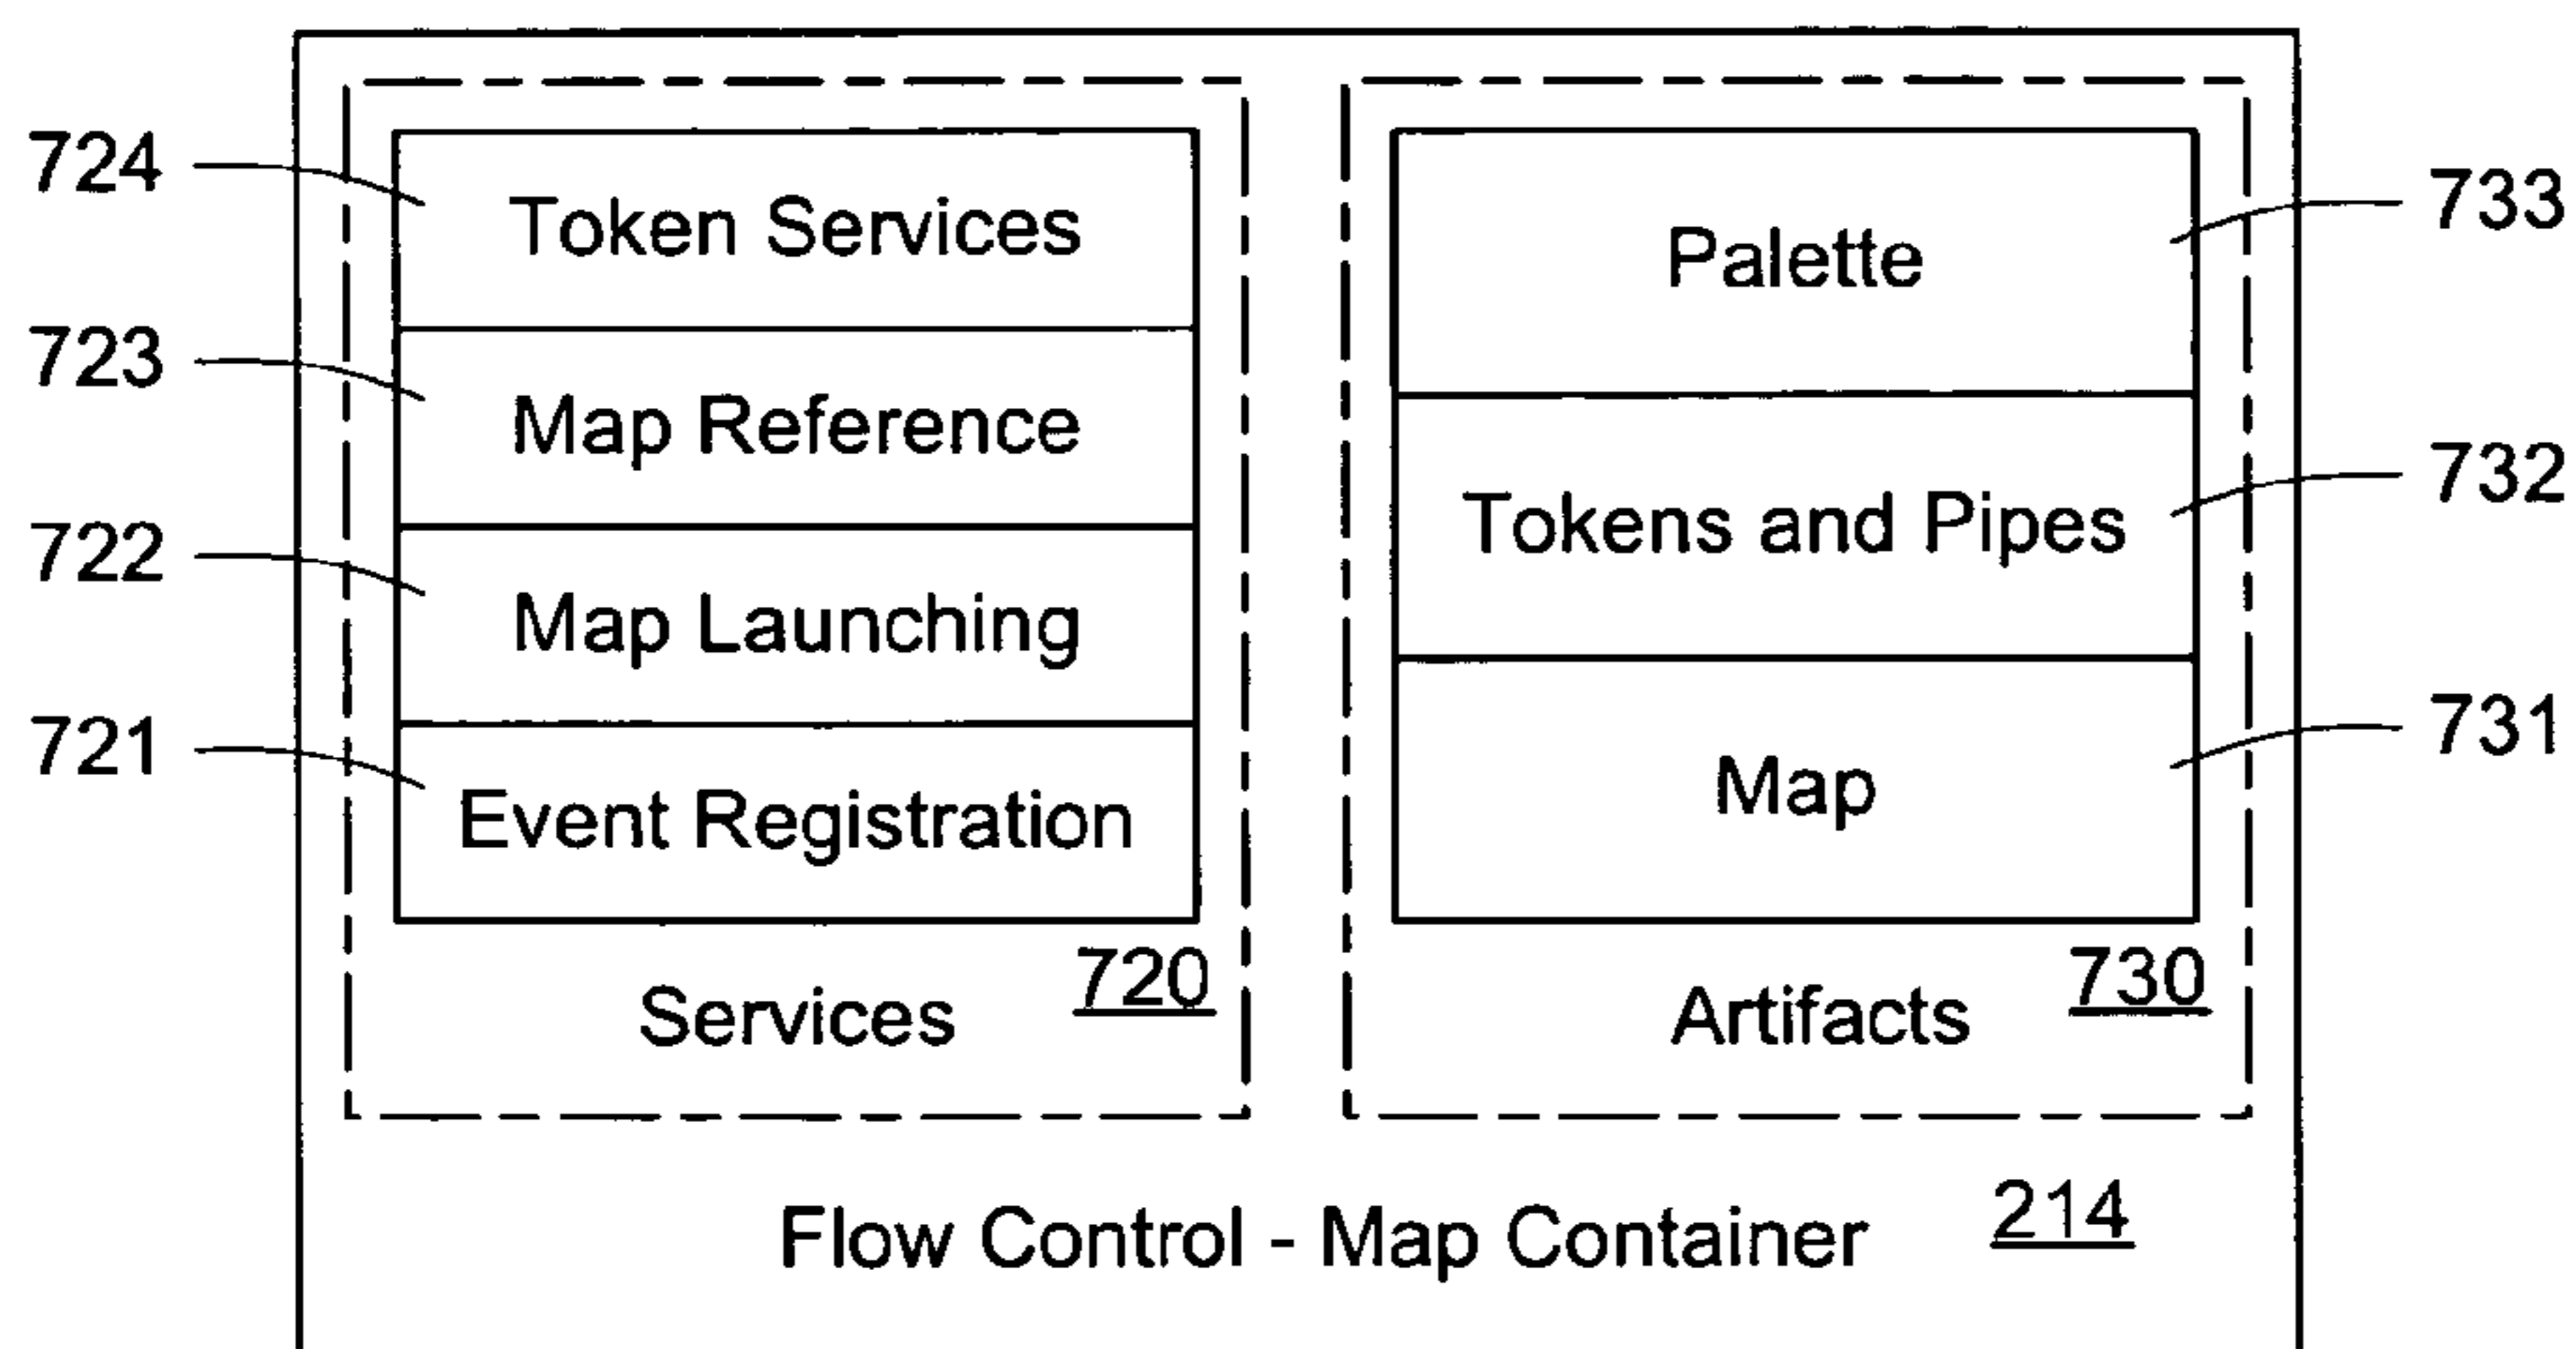 724
Token Services
723
Map Reference
722
Map Launching
721
Event Registration
720
Services
733
Palette
732
Tokens and Pipes
731
Map
730
Artifacts
214
Flow Control - Map Container